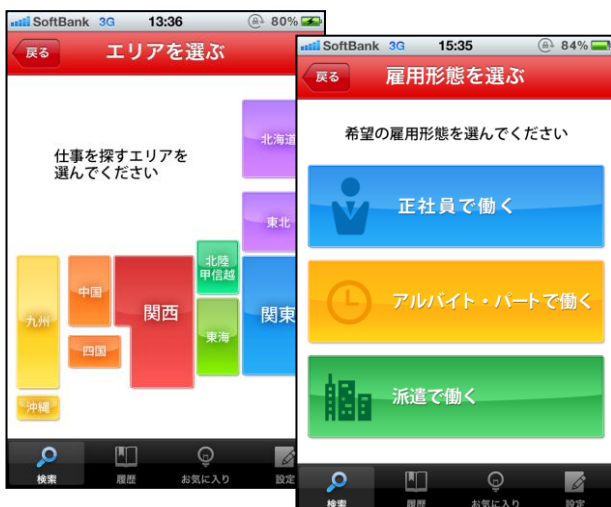 SoftBank 3G 13:36 80%
戻る エリアを選ぶ
仕事を探すエリアを
選んでください
北海道
東北
北陸
甲信越
九州
中国
関西
関東
東海
四国
沖縄
検索 履歴 お気に入り 設定
SoftBank 3G 15:35 84%
戻る 雇用形態を選ぶ
希望の雇用形態を選んでください
正社員で働く
アルバイト・パートで働く
派遣で働く
検索 履歴 お気に入り 設定